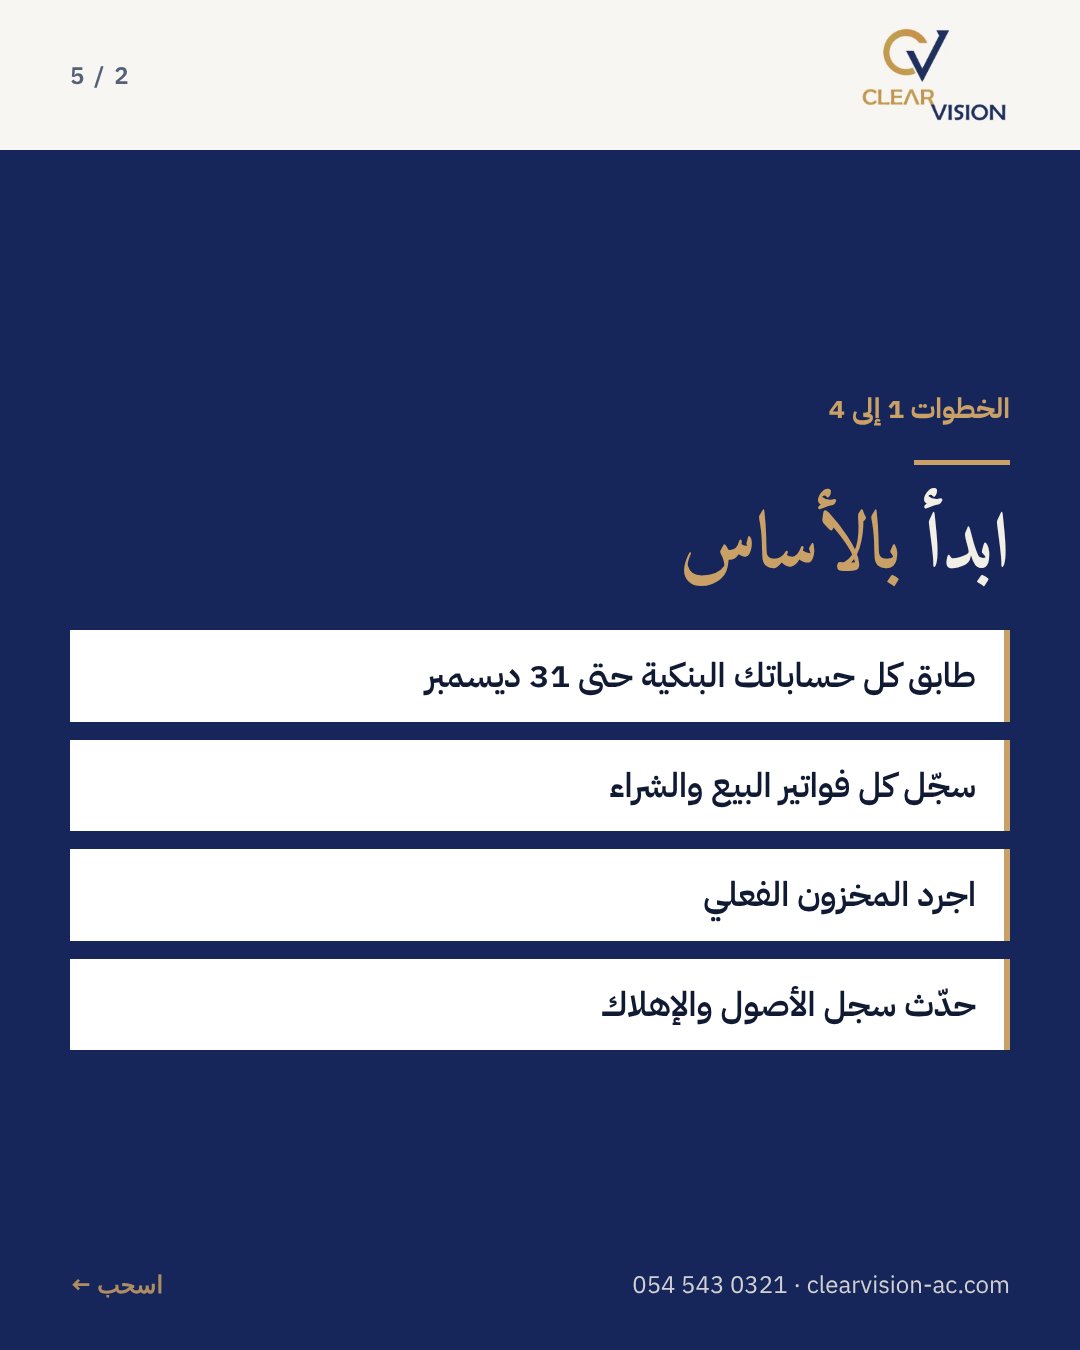 CLEAR
VISION
5 / 2
الخطوات 1 إلى 4
ابدأ بالأساس
طابق كل حساباتك البنكية حتى 31 ديسمبر
سجّل كل فواتير البيع والشراء
اجرد المخزون الفعلي
حدّث سجل الأصول والإهلاك
054 543 0321 · clearvision-ac.com
اسحب ←